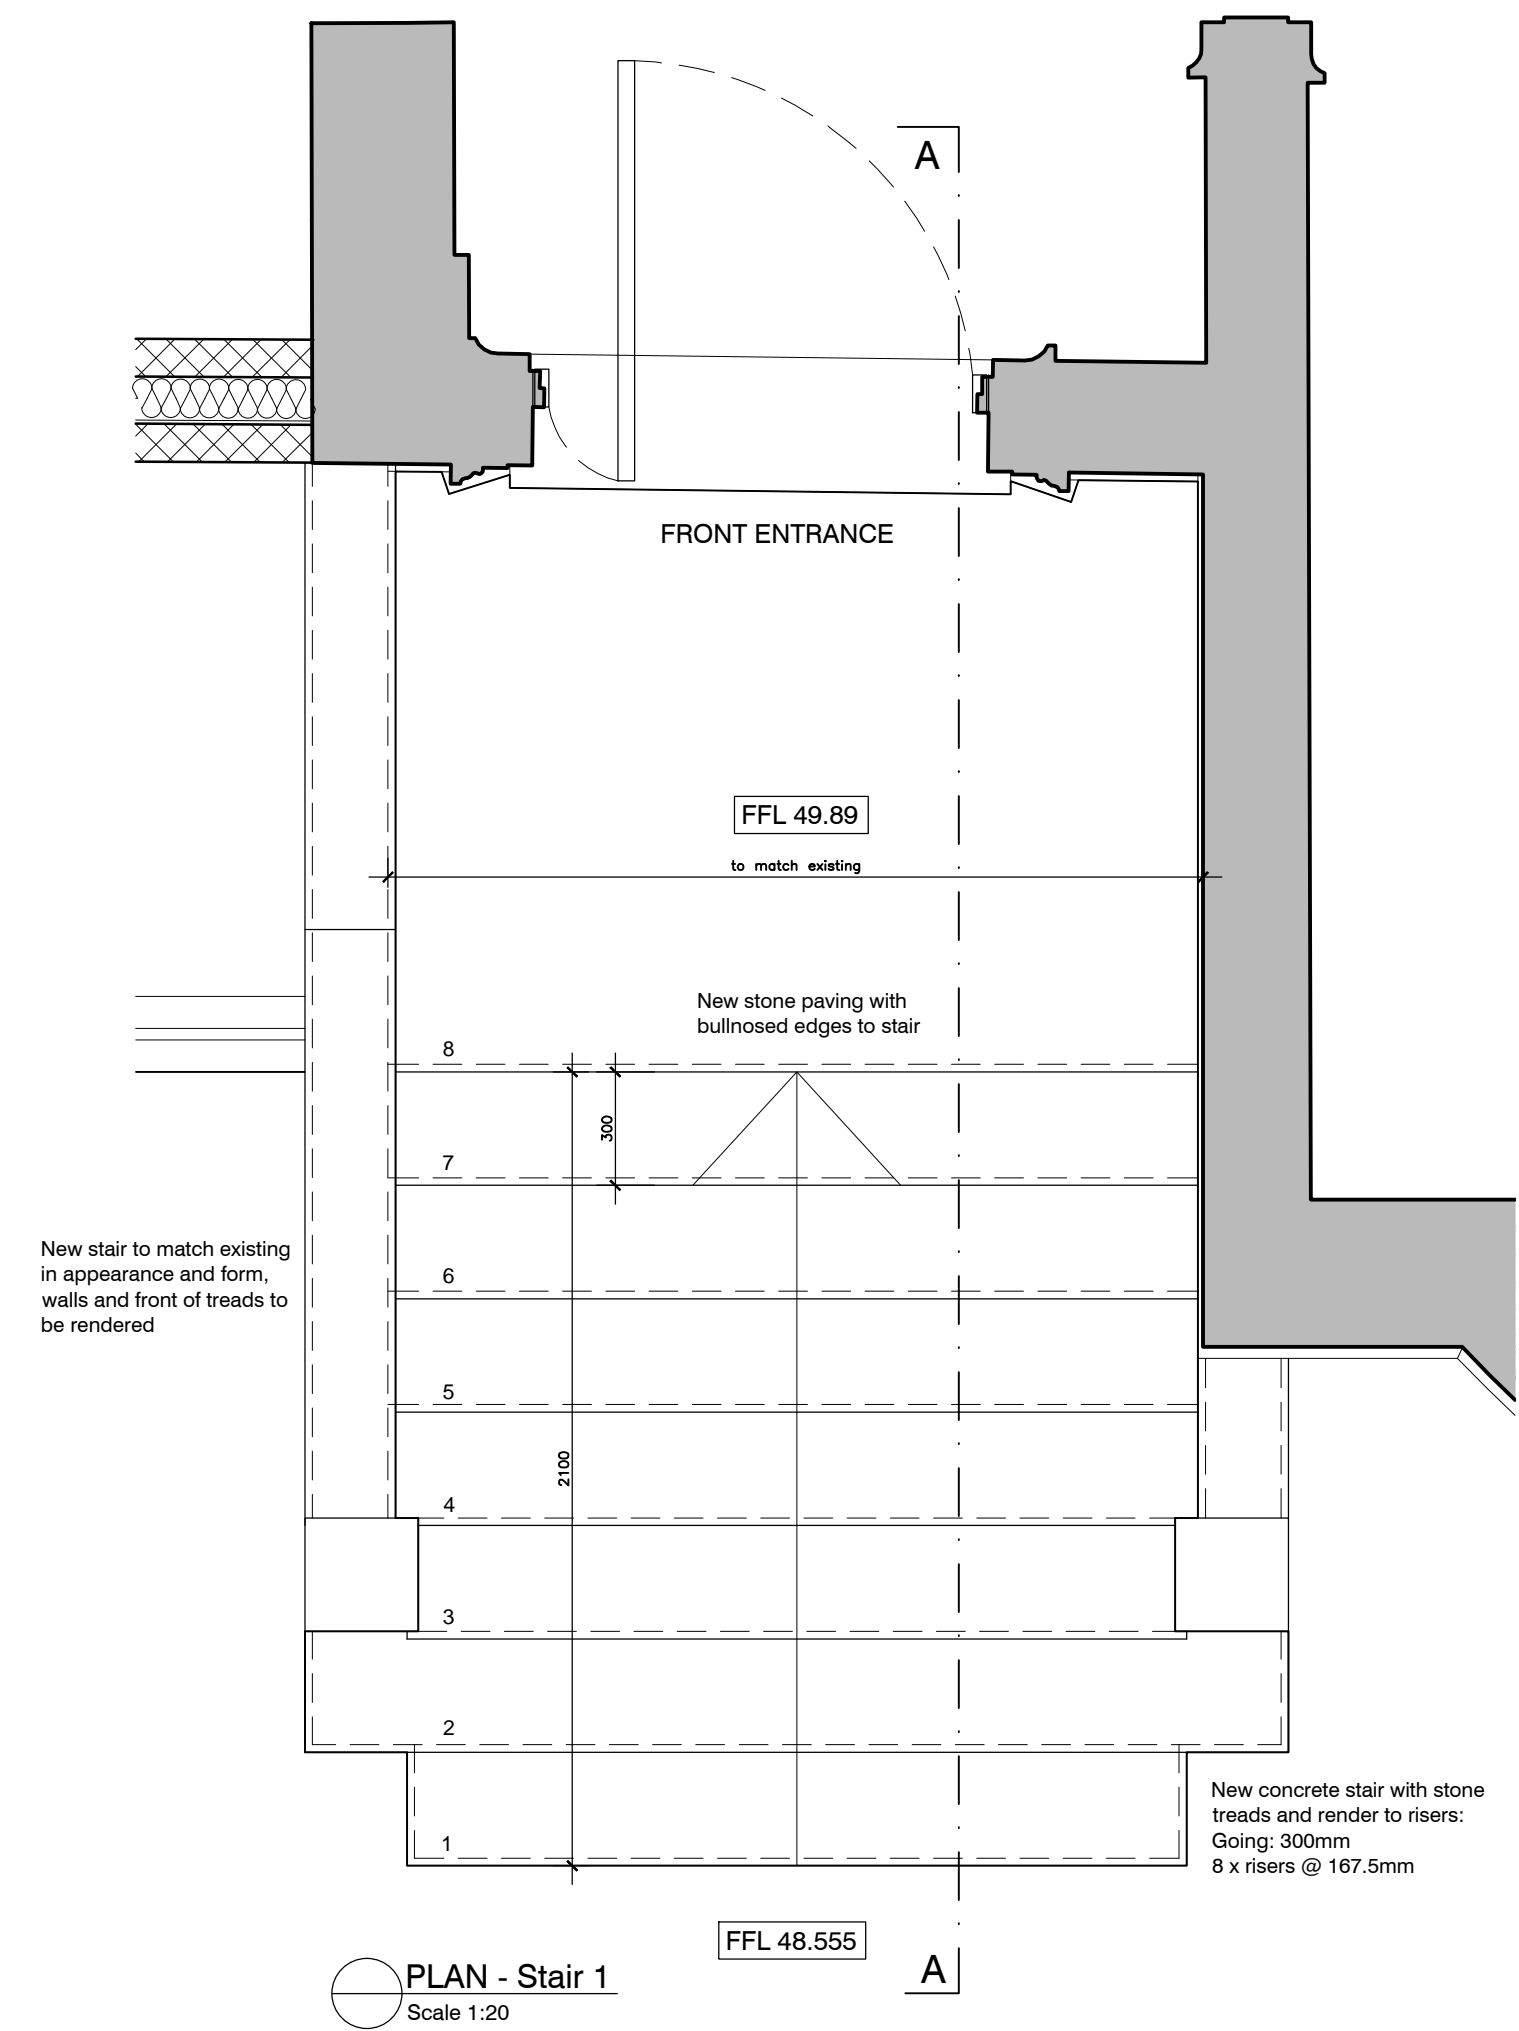 A
FRONT ENTRANCE
FFL 49.89
to match existing
New stone paving with
bullnosed edges to stair
8
300
7
New stair to match existing
in appearance and form,
walls and front of treads to
be rendered
6
5
2100
4
3
2
1
New concrete stair with stone
treads and render to risers:
Going: 300mm
8 x risers @ 167.5mm
FFL 48.555
A
PLAN - Stair 1
Scale 1:20